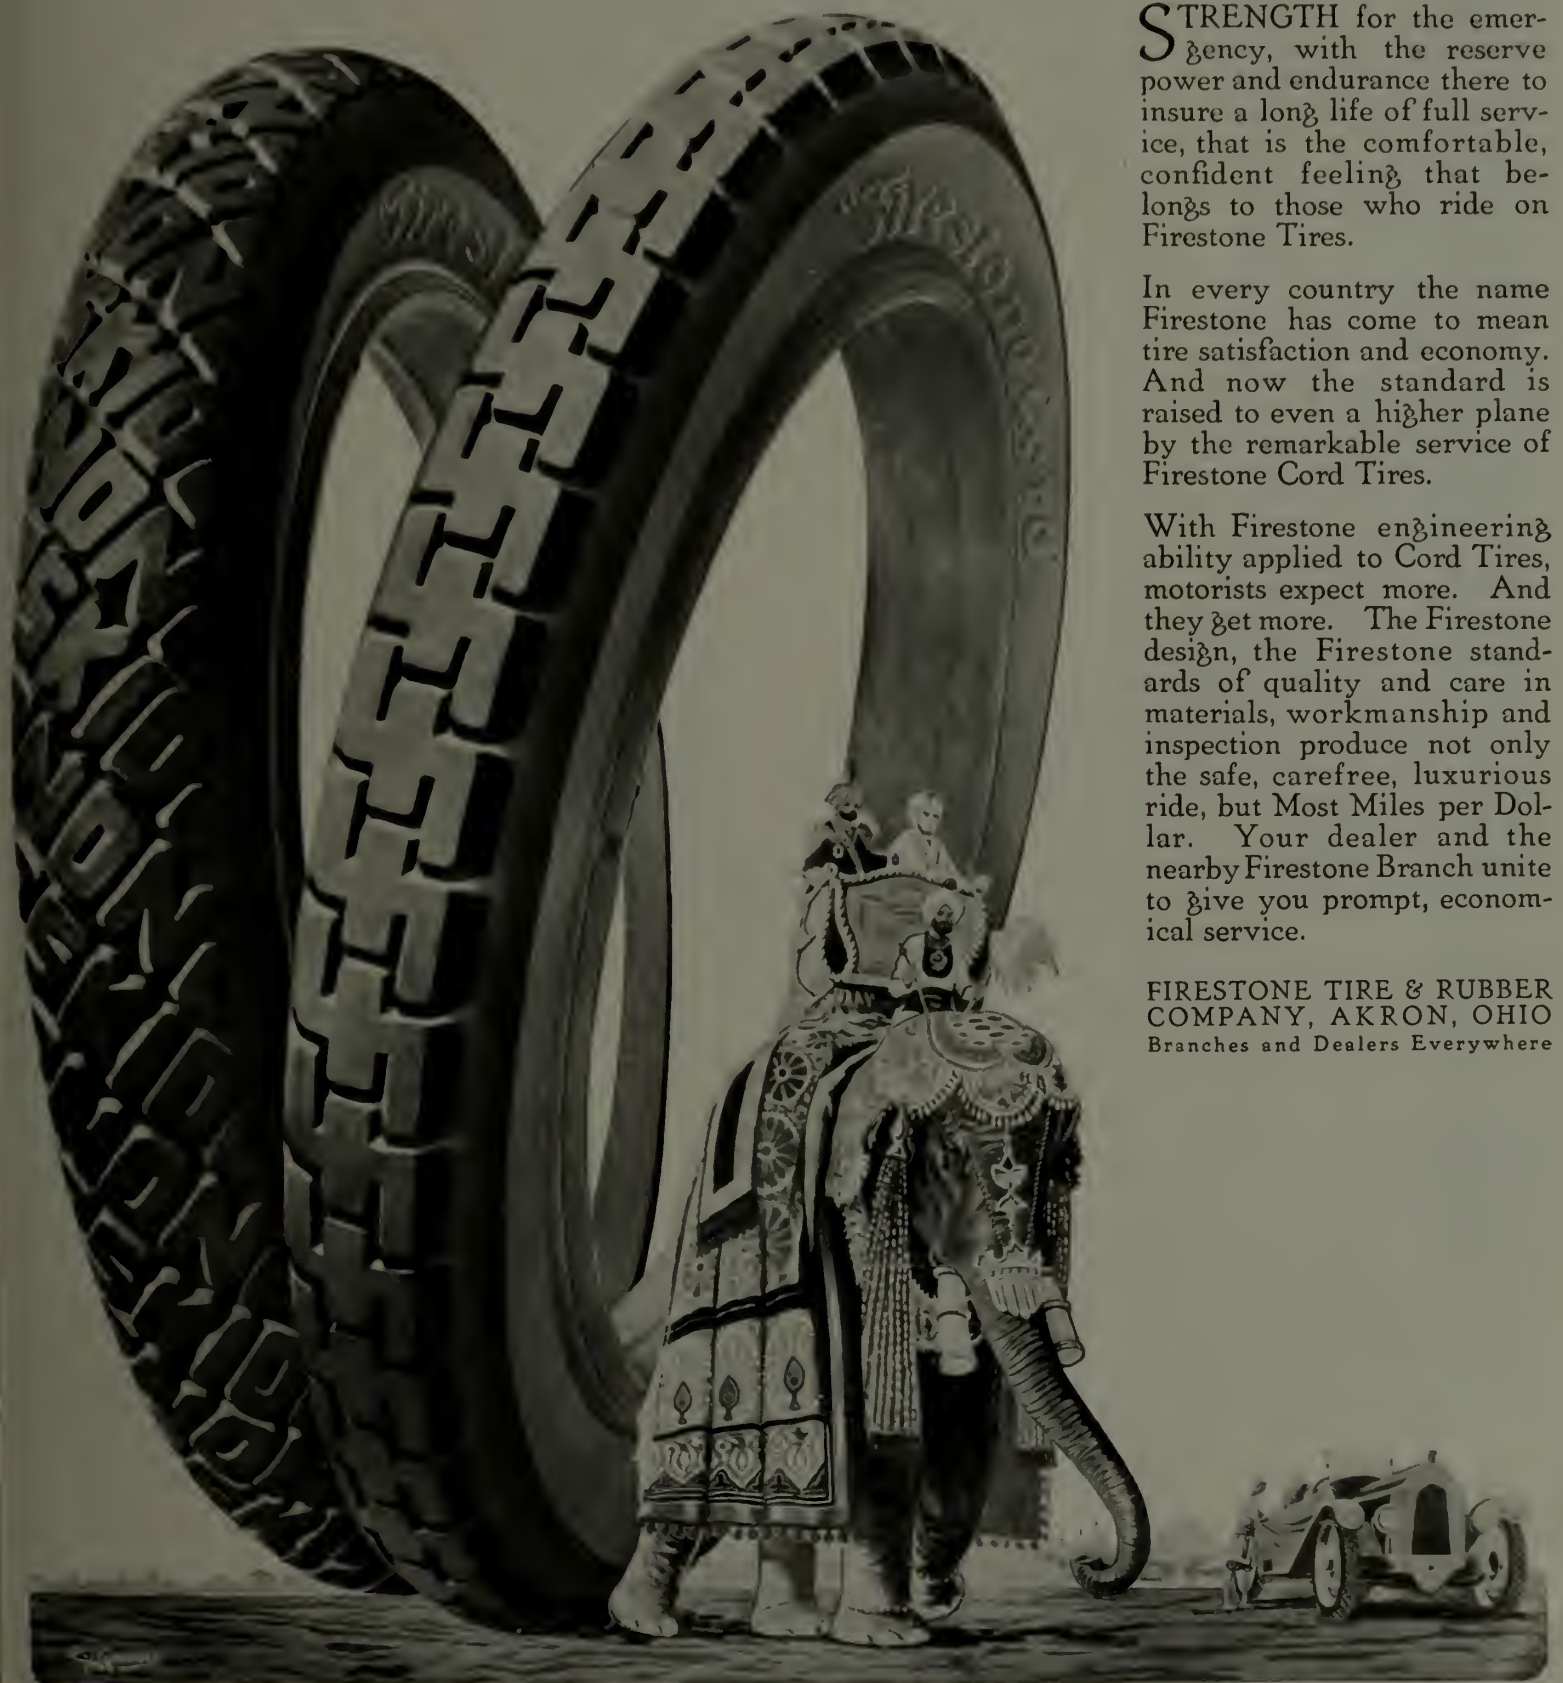 Firestone
Firest
STRENGTH for the emer-
gency, with the reserve
power and endurance there to
insure a long life of full serv-
ice, that is the comfortable,
confident feeling that be-
longs to those who ride on
Firestone Tires.
In every country the name
Firestone has come to mean
tire satisfaction and economy.
And now the standard is
raised to even a higher plane
by the remarkable service of
Firestone Cord Tires.
With Firestone engineering
ability applied to Cord Tires,
motorists expect more. And
they get more. The Firestone
design, the Firestone stand-
ards of quality and care in
materials, workmanship and
inspection produce not only
the safe, carefree, luxurious
ride, but Most Miles per Dol-
lar. Your dealer and the
nearby Firestone Branch unite
to give you prompt, econom-
ical service.
FIRESTONE TIRE & RUBBER
COMPANY, AKRON, OHIO
Branches and Dealers Everywhere